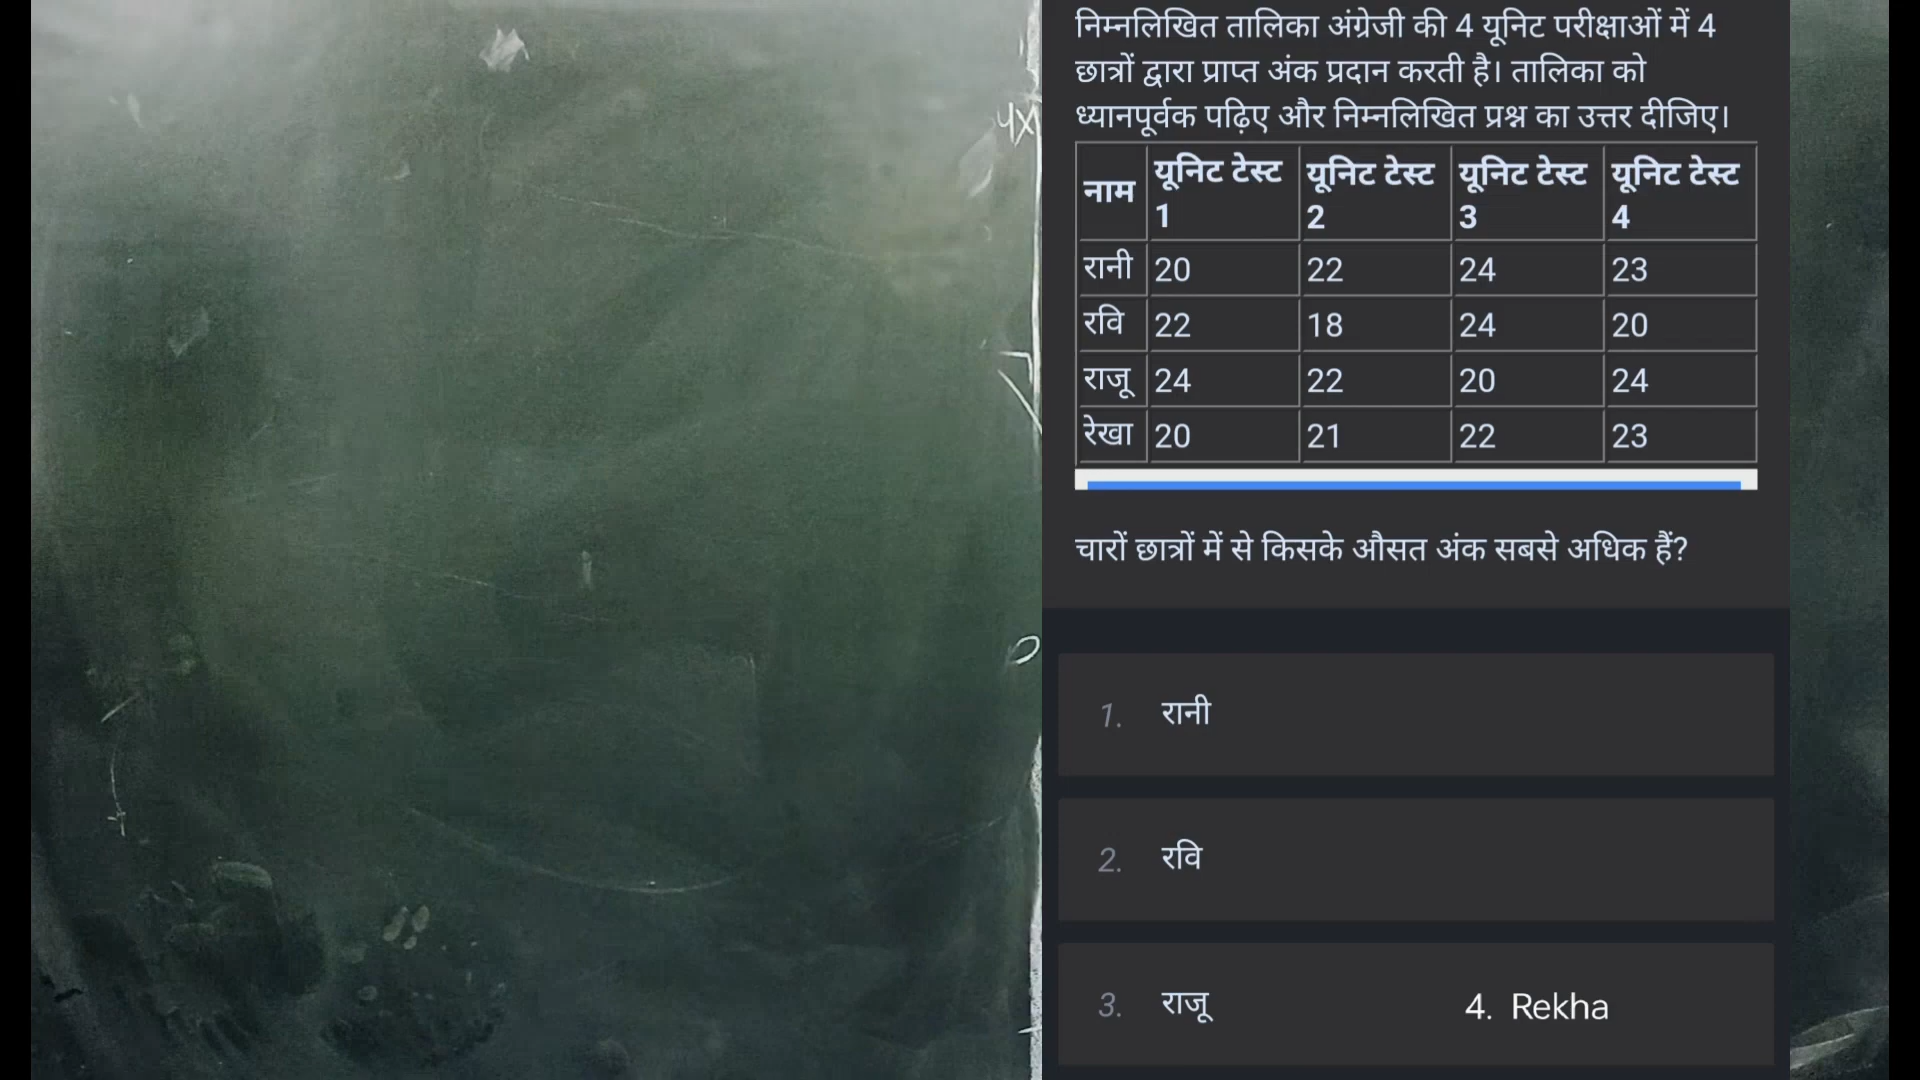 निम्नलिखित तालिका अंग्रेजी की 4 यूनिट परीक्षाओं में 4
छात्रों द्वारा प्राप्त अंक प्रदान करती है। तालिका को
ध्यानपूर्वक पढ़िए और निम्नलिखित प्रश्न का उत्तर दीजिए।
नाम यूनिट टेस्ट 1 यूनिट टेस्ट 2 यूनिट टेस्ट 3 यूनिट टेस्ट 4
रानी 20 22 24 23
रवि 22 18 24 20
राजू 24 22 20 24
रेखा 20 21 22 23
चारों छात्रों में से किसके औसत अंक सबसे अधिक हैं?
1. रानी
2. रवि
3. राजू 4. Rekha